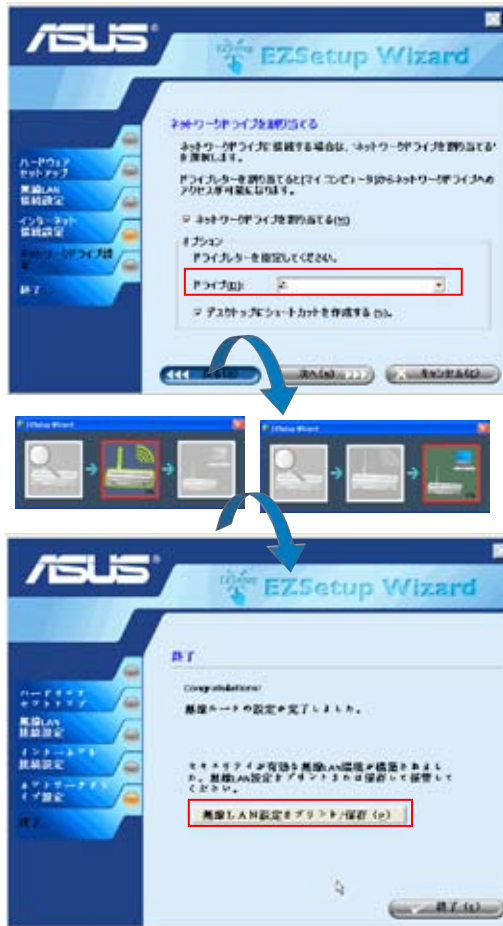 ASUS
EZSetup Wizard
ネットワークドライブを割り当てる
ネットワークドライブに接続する場合は、'ネットワークドライブを割り当てる'
を選択します。
ドライブレターを割り当てると[マイ コンピュータ]からネットワークドライブへの
アクセスが可能になります。
ネットワークドライブを割り当てる(M)
オプション
ドライブレターを指定してください。
ドライブ(D): Z:
デスクトップにショートカットを作成する (S)。
ハードウェア
セットアップ
無線LAN
接続設定
インターネット
接続設定
ネットワークドライブ設
定
終了
戻る(B)
次へ(N)
キャンセル(C)
EZSetup Wizard
EZSetup Wizard
ASUS
EZSetup Wizard
終了
Congratulations!
無線ルータの設定が完了しました。
セキュリティが有効な無線LAN環境が構築されまし
た。無線LAN設定をプリントまたは保存して保管して
ください。
無線LAN設定をプリント/保存 (P)
ハードウェア
セットアップ
無線LAN
接続設定
インターネット
接続設定
ネットワークドラ
イブ設定
終了
終了 (E)